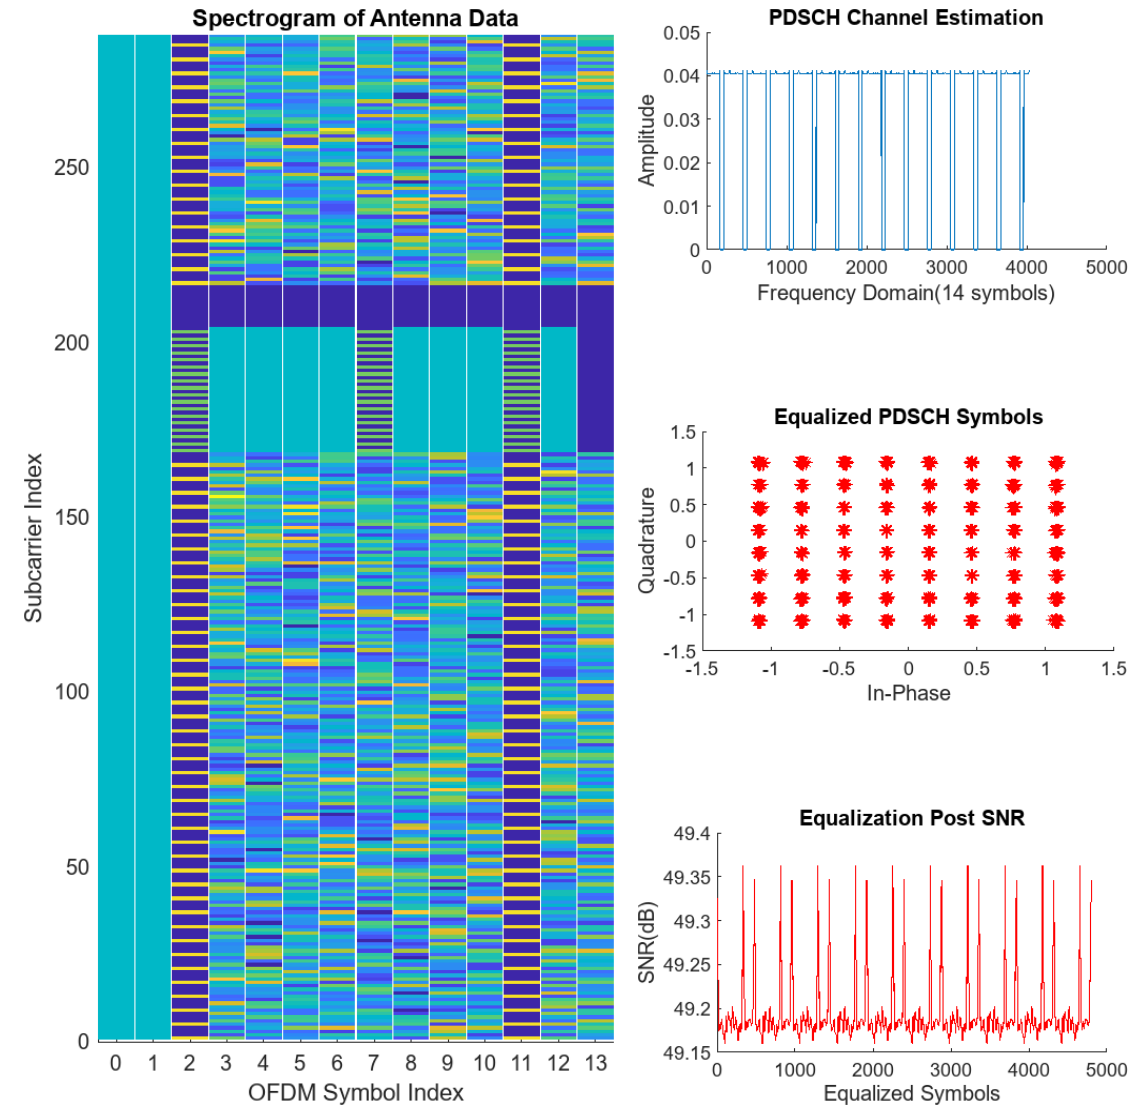 Spectrogram of Antenna Data
250
200
150
100
50
0
Subcarrier Index
0 1 2 3 4 5 6 7 8 9 10 11 12 13
OFDM Symbol Index
PDSCH Channel Estimation
0.05
0.04
0.03
0.02
0.01
0
Amplitude
0 1000 2000 3000 4000 5000
Frequency Domain(14 symbols)
Equalized PDSCH Symbols
1.5
1
0.5
0
-0.5
-1
-1.5
Quadrature
-1.5 -1 -0.5 0 0.5 1 1.5
In-Phase
Equalization Post SNR
49.4
49.35
49.3
49.25
49.2
49.15
SNR(dB)
0 1000 2000 3000 4000 5000
Equalized Symbols